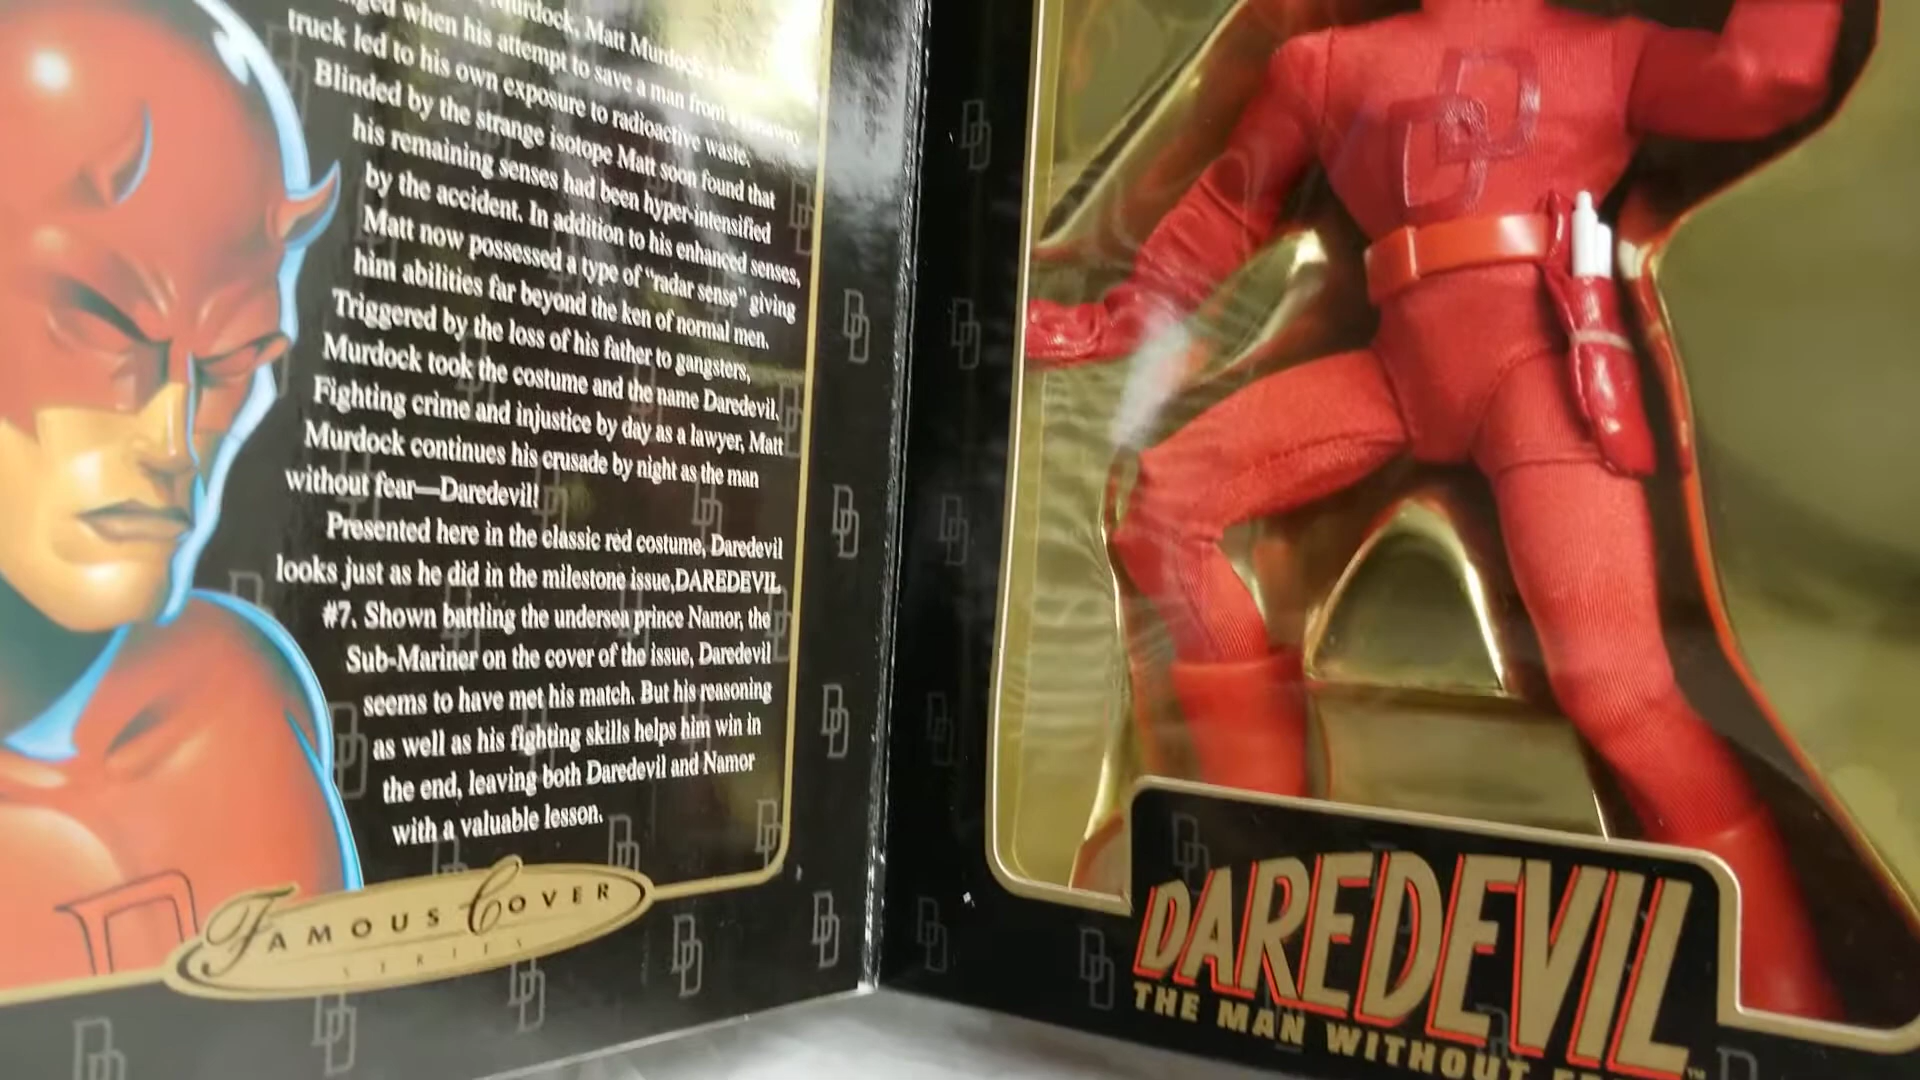 Murdock, Matt Murdock
when his attempt to save a man from a runaway
truck led to his own exposure to radioactive waste.
Blinded by the strange isotope Matt soon found that
his remaining senses had been hyper-intensified
by the accident. In addition to his enhanced senses,
Matt now possessed a type of “radar sense” giving
him abilities far beyond the ken of normal men.
Triggered by the loss of his father to gangsters,
Murdock took the costume and the name Daredevil.
Fighting crime and injustice by day as a lawyer, Matt
Murdock continues his crusade by night as the man
without fear—Daredevil!
Presented here in the classic red costume, Daredevil
looks just as he did in the milestone issue,DAREDEVIL
#7. Shown battling the undersea prince Namor, the
Sub-Mariner on the cover of the issue, Daredevil
seems to have met his match. But his reasoning
as well as his fighting skills helps him win in
the end, leaving both Daredevil and Namor
with a valuable lesson.
FAMOUS COVER
SERIES
DD
DAREDEVIL™
THE MAN WITHOUT